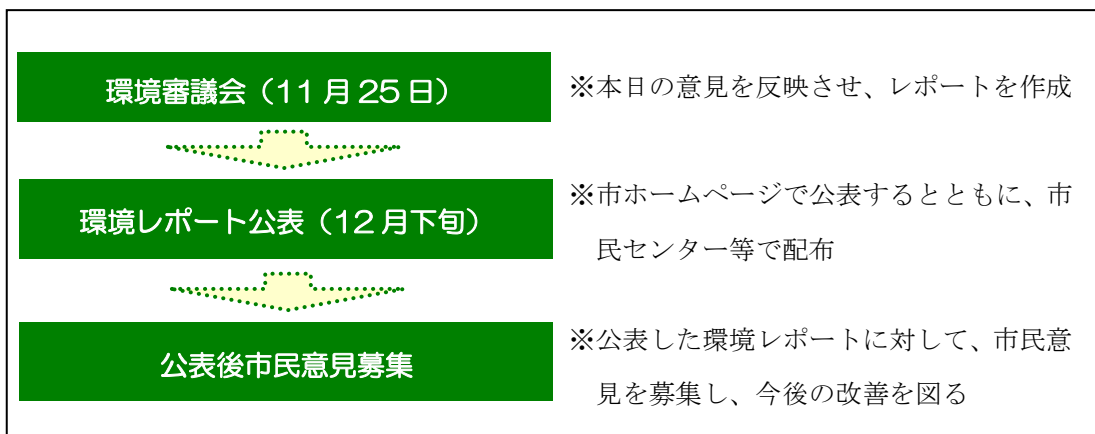 環境審議会（11月25日）
※本日の意見を反映させ、レポートを作成
環境レポート公表（12月下旬）
※市ホームページで公表するとともに、市
民センター等で配布
公表後市民意見募集
※公表した環境レポートに対して、市民意
見を募集し、今後の改善を図る